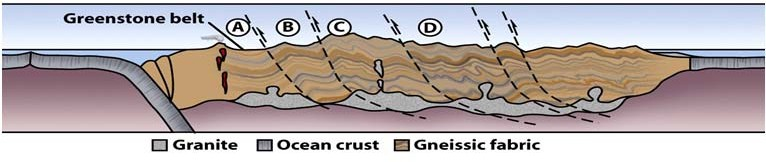 Greenstone belt A B C D
Granite Ocean crust Gneissic fabric